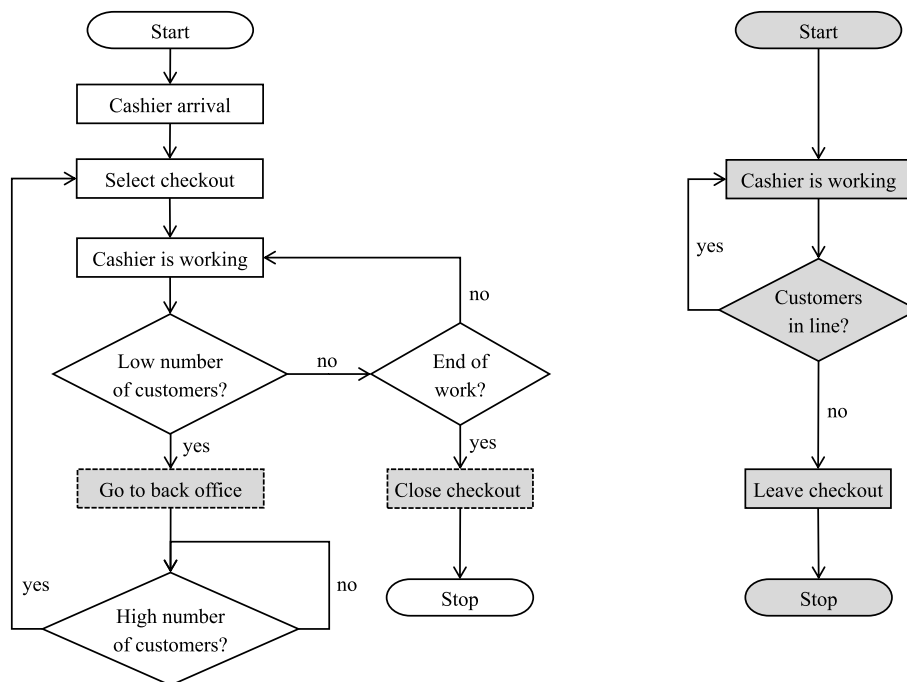 Start
Cashier arrival
Select checkout
Cashier is working
Low number
of customers?
no
End of
work?
no
yes
yes
Go to back office
Close checkout
yes
no
High number
of customers?
Stop
Start
Cashier is working
yes
Customers
in line?
no
Leave checkout
Stop